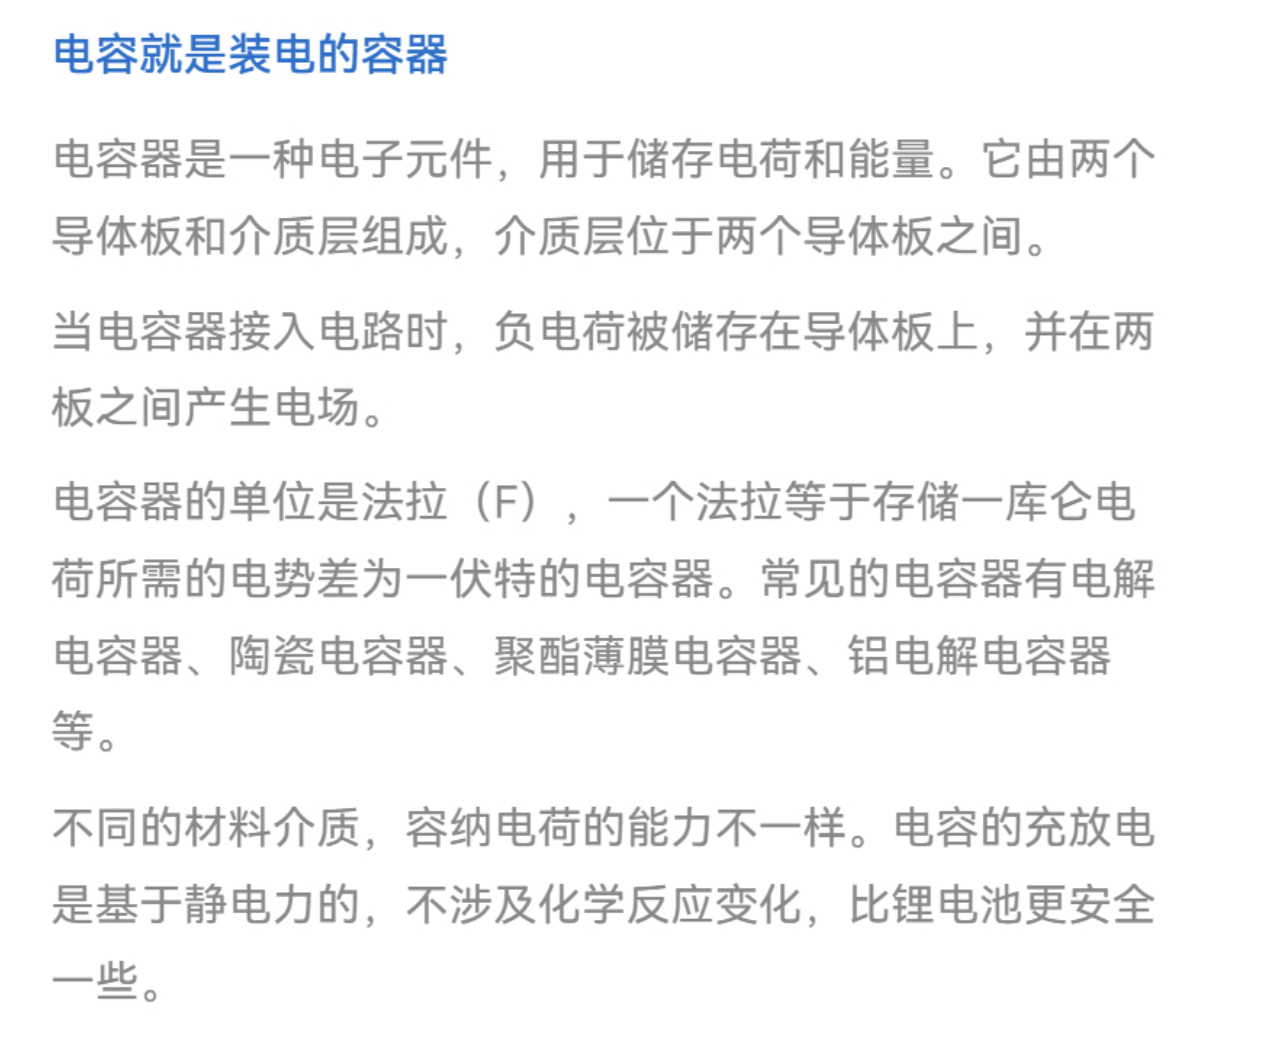 电容就是装电的容器
电容器是一种电子元件，用于储存电荷和能量。它由两个
导体板和介质层组成，介质层位于两个导体板之间。
当电容器接入电路时，负电荷被储存在导体板上，并在两
板之间产生电场。
电容器的单位是法拉（F），一个法拉等于存储一库仑电
荷所需的电势差为一伏特的电容器。常见的电容器有电解
电容器、陶瓷电容器、聚酯薄膜电容器、铝电解电容器
等。
不同的材料介质，容纳电荷的能力不一样。电容的充放电
是基于静电力的，不涉及化学反应变化，比锂电池更安全
一些。